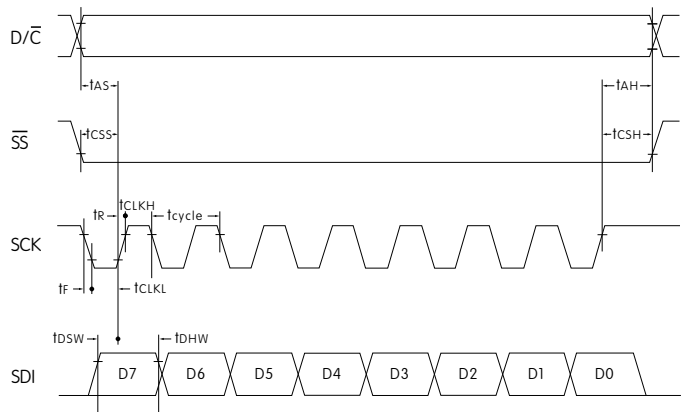 D/C̅
tAS
tAH
S̅S̅
tCSS
tCSH
tCLKH
tR
tcycle
SCK
tF
tCLKL
tDSW
tDHW
SDI
D7 D6 D5 D4 D3 D2 D1 D0